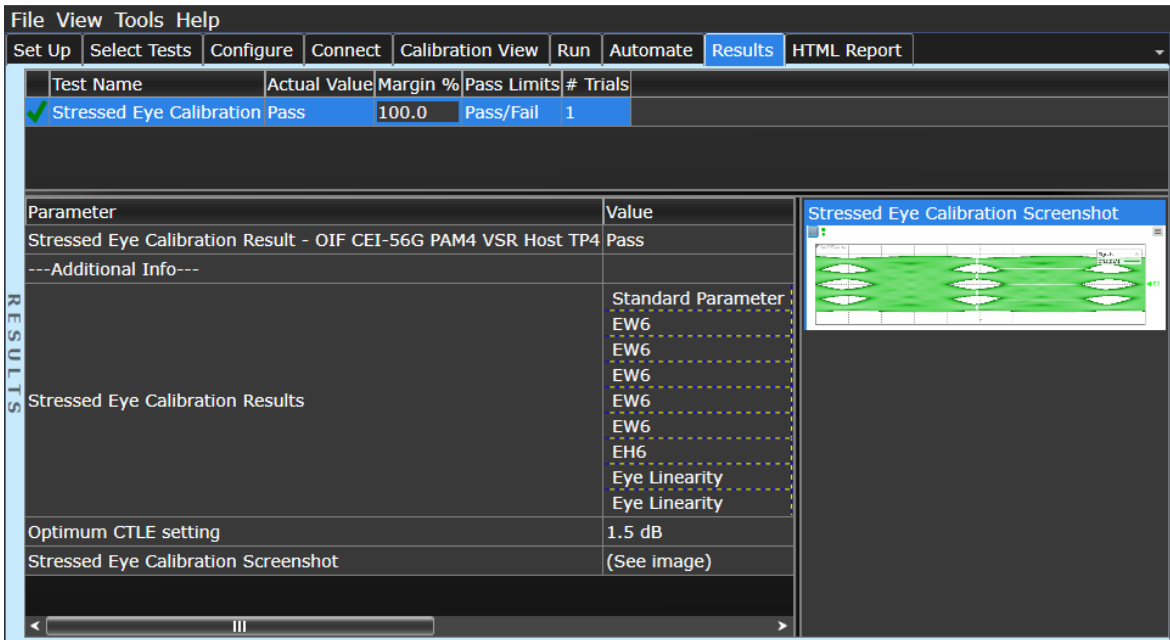 File View Tools Help
Set Up Select Tests Configure Connect Calibration View Run Automate Results HTML Report
Test Name Actual Value Margin % Pass Limits # Trials
Stressed Eye Calibration Pass 100.0 Pass/Fail 1
RESULTS
Parameter Value
Stressed Eye Calibration Result - OIF CEI-56G PAM4 VSR Host TP4 Pass
---Additional Info---
Stressed Eye Calibration Results
Standard Parameter
EW6
EW6
EW6
EW6
EW6
EH6
Eye Linearity
Eye Linearity
Optimum CTLE setting 1.5 dB
Stressed Eye Calibration Screenshot (See image)
Stressed Eye Calibration Screenshot